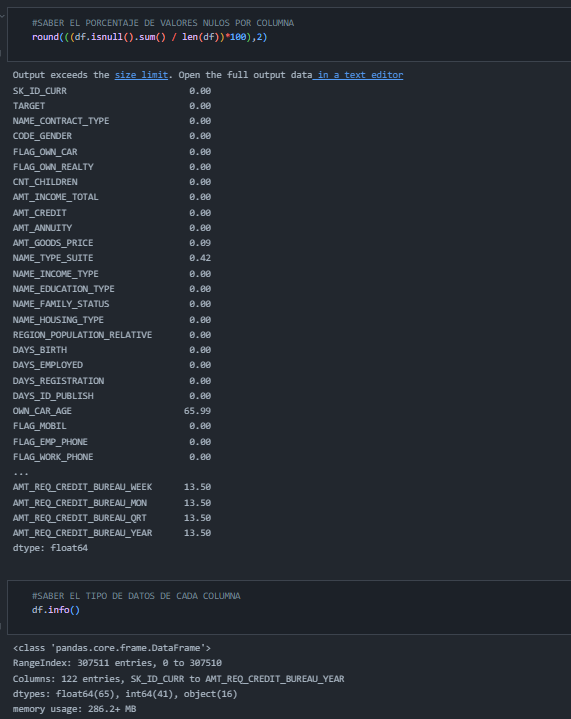 #SABER EL PORCENTAJE DE VALORES NULOS POR COLUMNA
round(((df.isnull().sum() / len(df))*100),2)
Output exceeds the size limit. Open the full output data in a text editor
SK_ID_CURR 0.00
TARGET 0.00
NAME_CONTRACT_TYPE 0.00
CODE_GENDER 0.00
FLAG_OWN_CAR 0.00
FLAG_OWN_REALTY 0.00
CNT_CHILDREN 0.00
AMT_INCOME_TOTAL 0.00
AMT_CREDIT 0.00
AMT_ANNUITY 0.00
AMT_GOODS_PRICE 0.09
NAME_TYPE_SUITE 0.42
NAME_INCOME_TYPE 0.00
NAME_EDUCATION_TYPE 0.00
NAME_FAMILY_STATUS 0.00
NAME_HOUSING_TYPE 0.00
REGION_POPULATION_RELATIVE 0.00
DAYS_BIRTH 0.00
DAYS_EMPLOYED 0.00
DAYS_REGISTRATION 0.00
DAYS_ID_PUBLISH 0.00
OWN_CAR_AGE 65.99
FLAG_MOBIL 0.00
FLAG_EMP_PHONE 0.00
FLAG_WORK_PHONE 0.00
...
AMT_REQ_CREDIT_BUREAU_WEEK 13.50
AMT_REQ_CREDIT_BUREAU_MON 13.50
AMT_REQ_CREDIT_BUREAU_QRT 13.50
AMT_REQ_CREDIT_BUREAU_YEAR 13.50
dtype: float64
#SABER EL TIPO DE DATOS DE CADA COLUMNA
df.info()
<class 'pandas.core.frame.DataFrame'>
RangeIndex: 307511 entries, 0 to 307510
Columns: 122 entries, SK_ID_CURR to AMT_REQ_CREDIT_BUREAU_YEAR
dtypes: float64(65), int64(41), object(16)
memory usage: 286.2+ MB